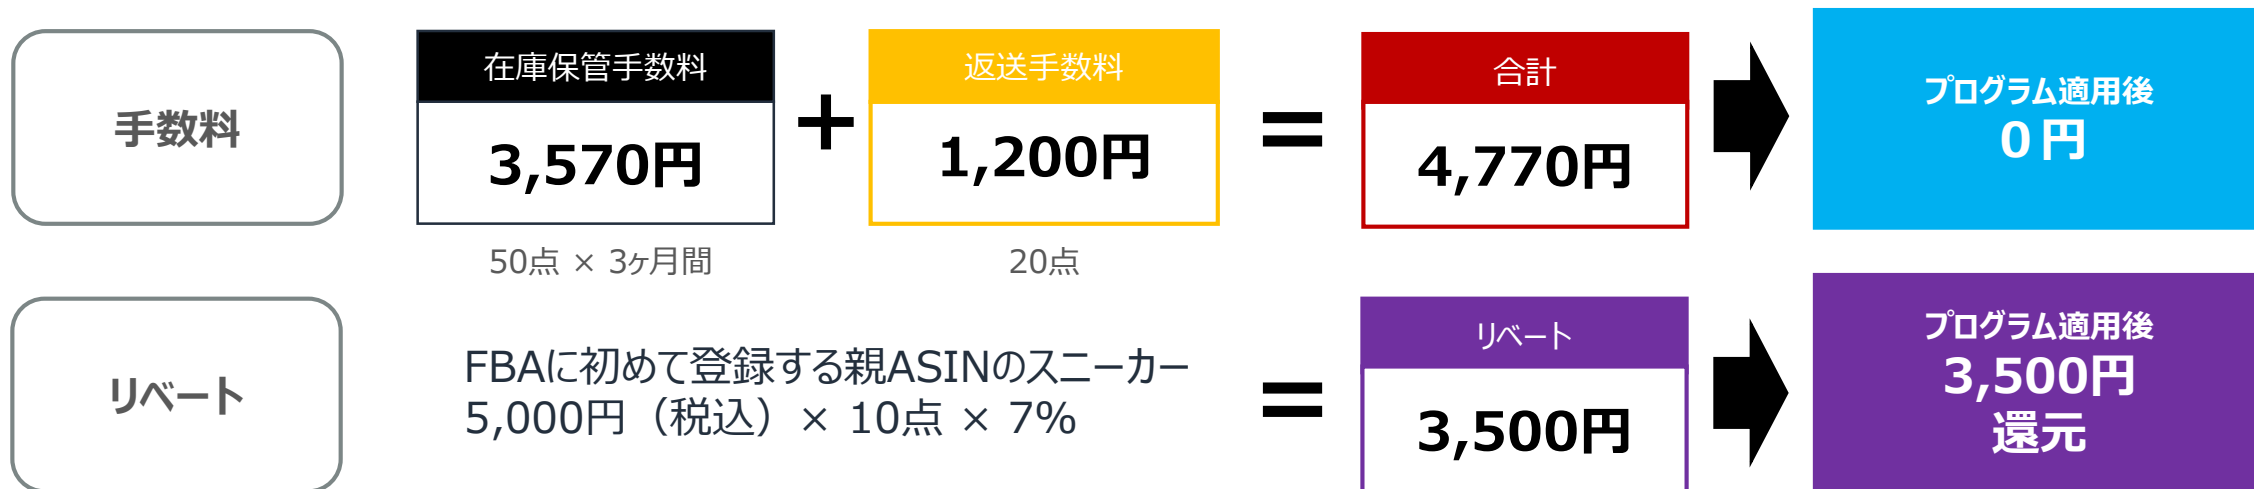 手数料
在庫保管手数料
3,570円
50点 × 3ヶ月間
+
返送手数料
1,200円
20点
=
合計
4,770円
プログラム適用後
0円
リベート
FBAに初めて登録する親ASINのスニーカー
5,000円（税込）× 10点 × 7%
=
リベート
3,500円
プログラム適用後
3,500円
還元